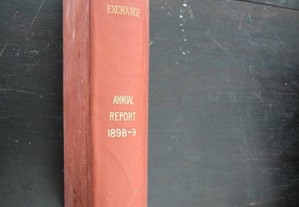 EXCHANGE
ANNUAL
REPORT
1898-9